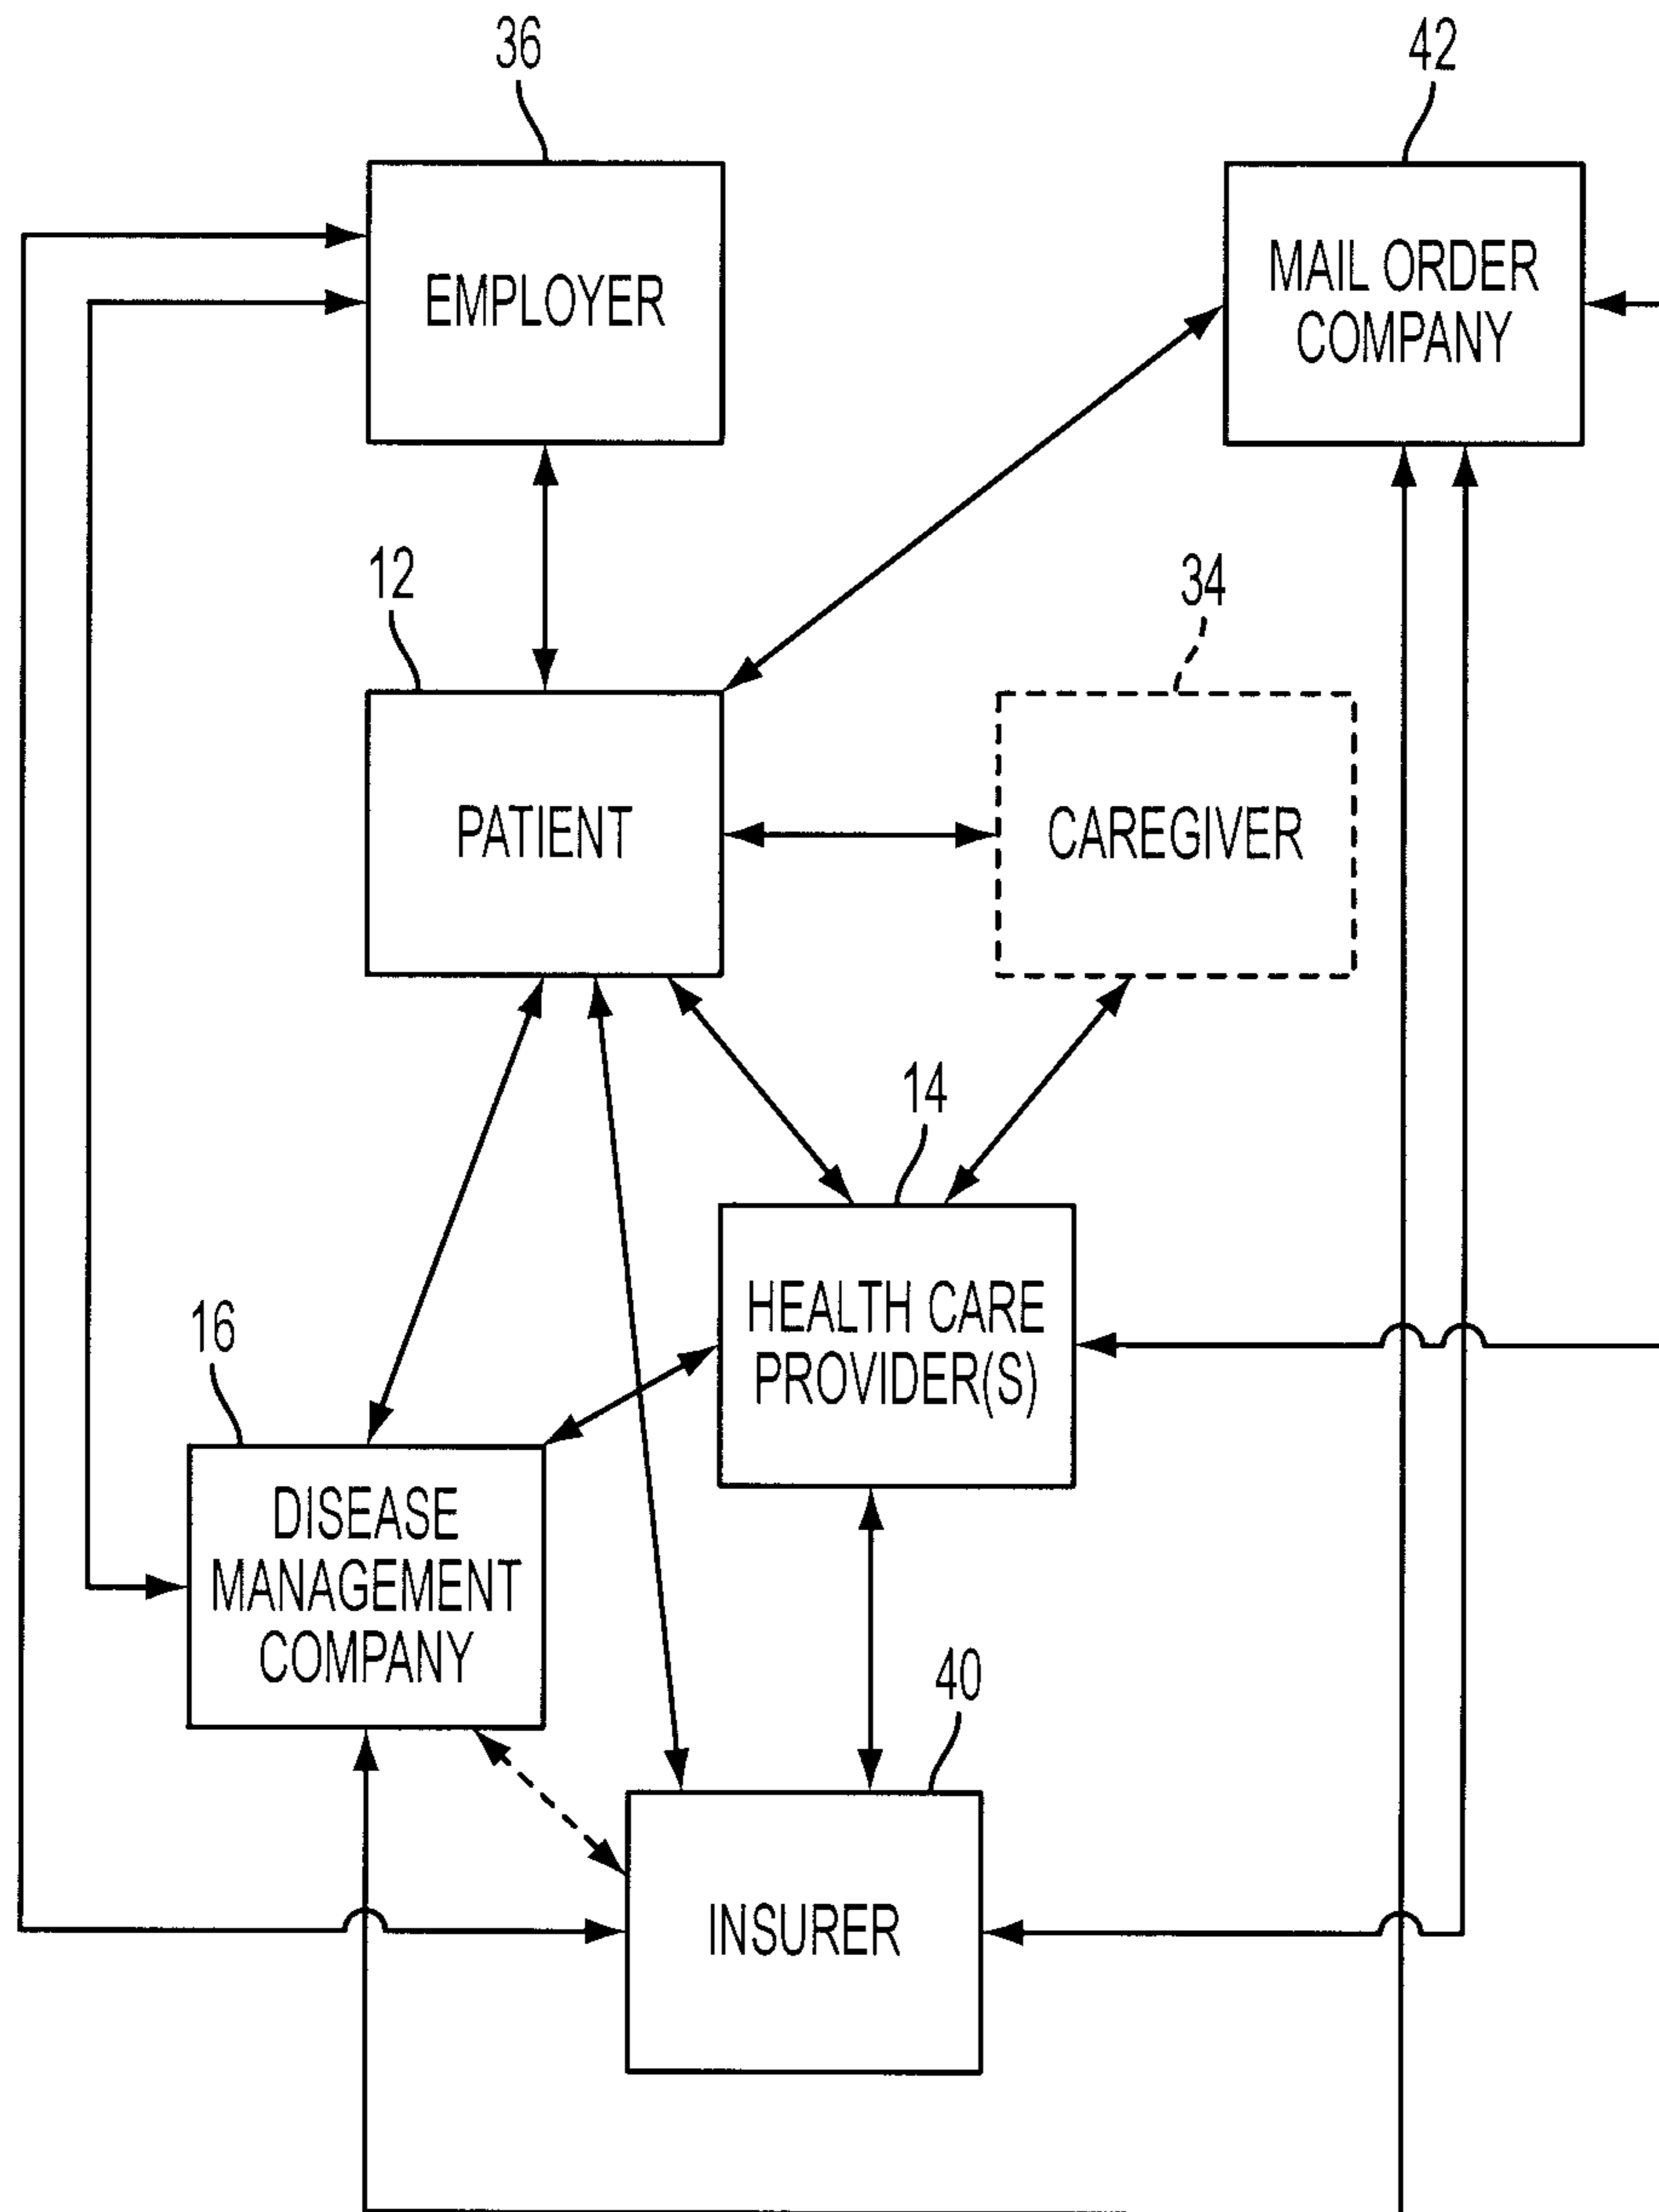 36
42
EMPLOYER
MAIL ORDER
COMPANY
12
34
PATIENT
CAREGIVER
14
HEALTH CARE
PROVIDER(S)
16
DISEASE
MANAGEMENT
COMPANY
40
INSURER